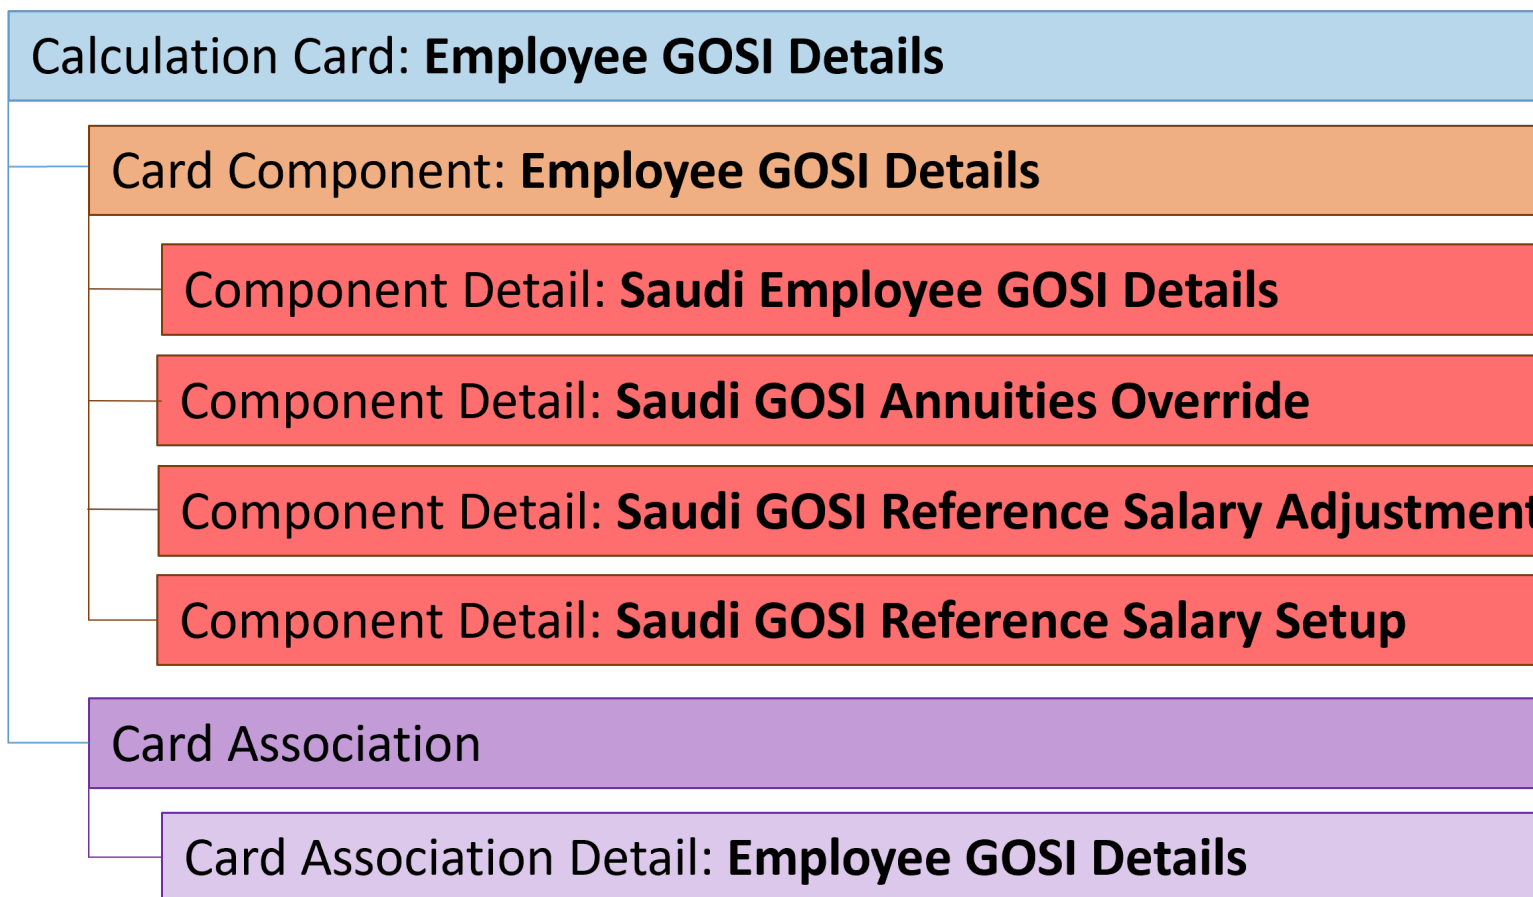 Calculation Card: Employee GOSI Details
Card Component: Employee GOSI Details
Component Detail: Saudi Employee GOSI Details
Component Detail: Saudi GOSI Annuities Override
Component Detail: Saudi GOSI Reference Salary Adjustment
Component Detail: Saudi GOSI Reference Salary Setup
Card Association
Card Association Detail: Employee GOSI Details